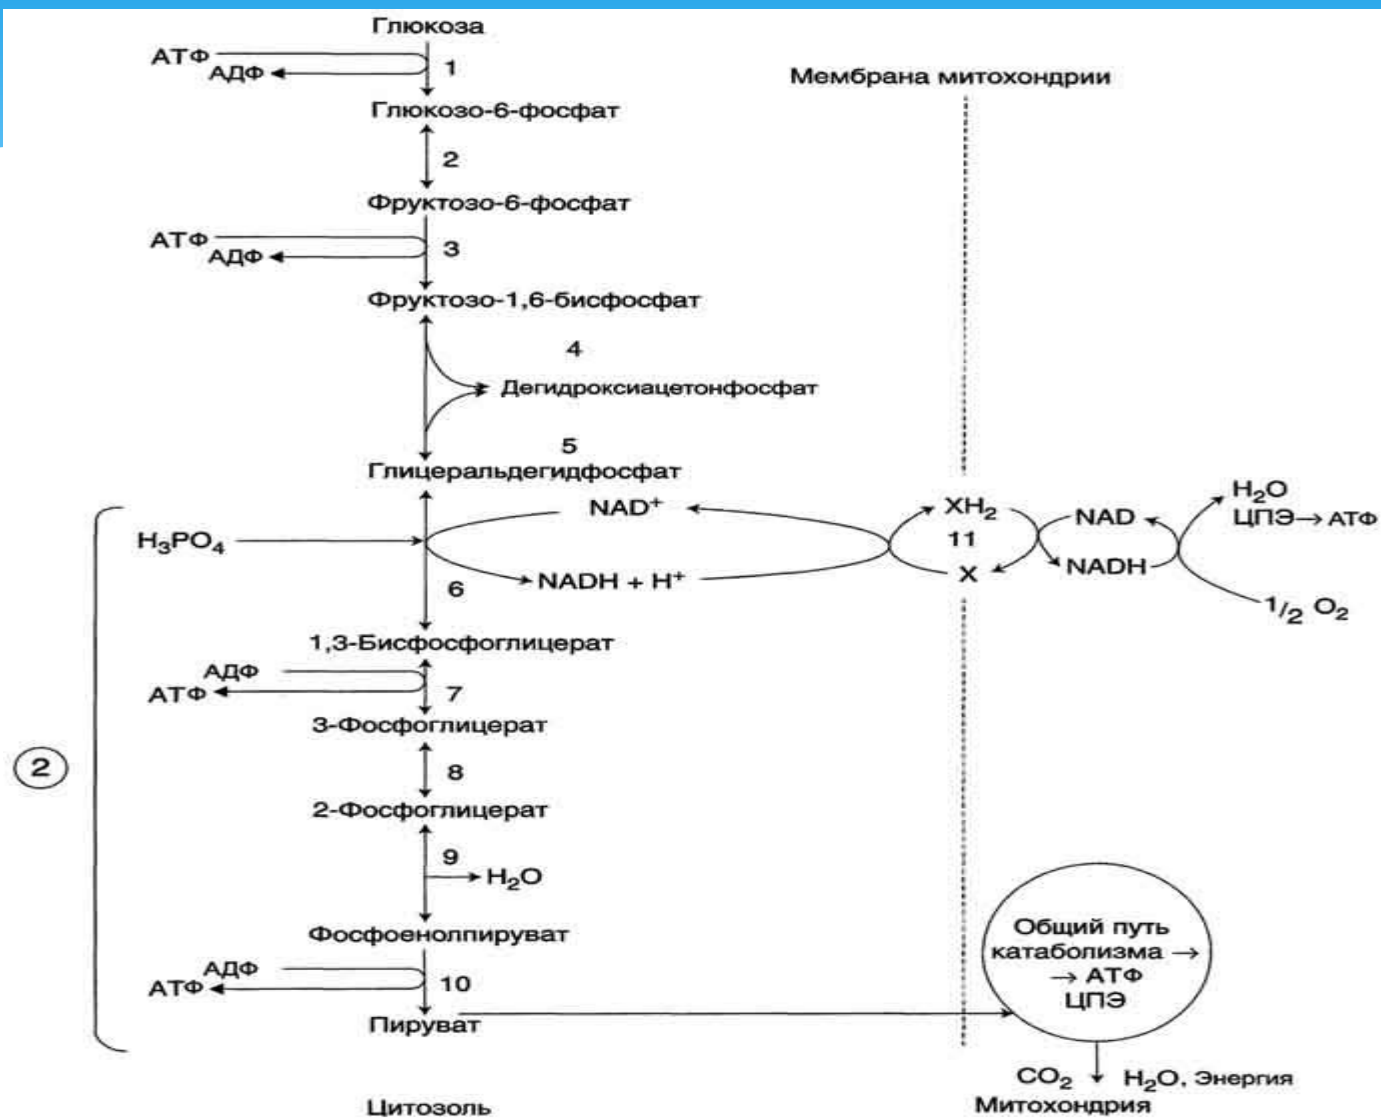 Глюкоза
АТФ
АДФ
1
Мембрана митохондрии
Глюкозо-6-фосфат
2
Фруктозо-6-фосфат
АТФ
АДФ
3
Фруктозо-1,6-бисфосфат
4
Дегидроксиацетонфосфат
5
Глицеральдегидфосфат
H₃PO₄
NAD⁺
NADH + H⁺
6
XH₂
11
X
NAD
NADH
H₂O
ЦПЭ→АТФ
1/2 O₂
1,3-Бисфосфоглицерат
АДФ
АТФ
7
3-Фосфоглицерат
2
8
2-Фосфоглицерат
9
H₂O
Фосфоенолпируват
АДФ
АТФ
10
Пируват
Общий путь
катаболизма →
→ АТФ
ЦПЭ
CO₂
H₂O, Энергия
Цитозоль
Митохондрия